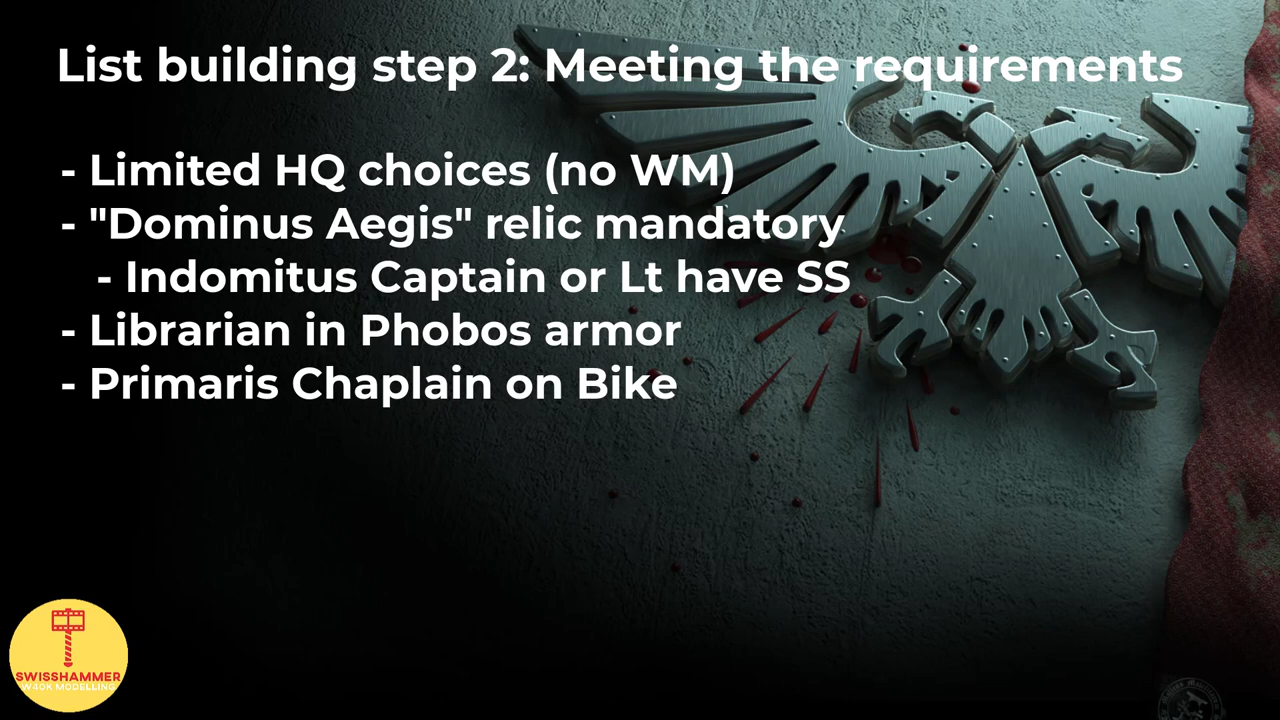 List building step 2: Meeting the requirements
- Limited HQ choices (no WM)
- "Dominus Aegis" relic mandatory
- Indomitus Captain or Lt have SS
- Librarian in Phobos armor
- Primaris Chaplain on Bike
SWISSHAMMER
W40K MODELLING